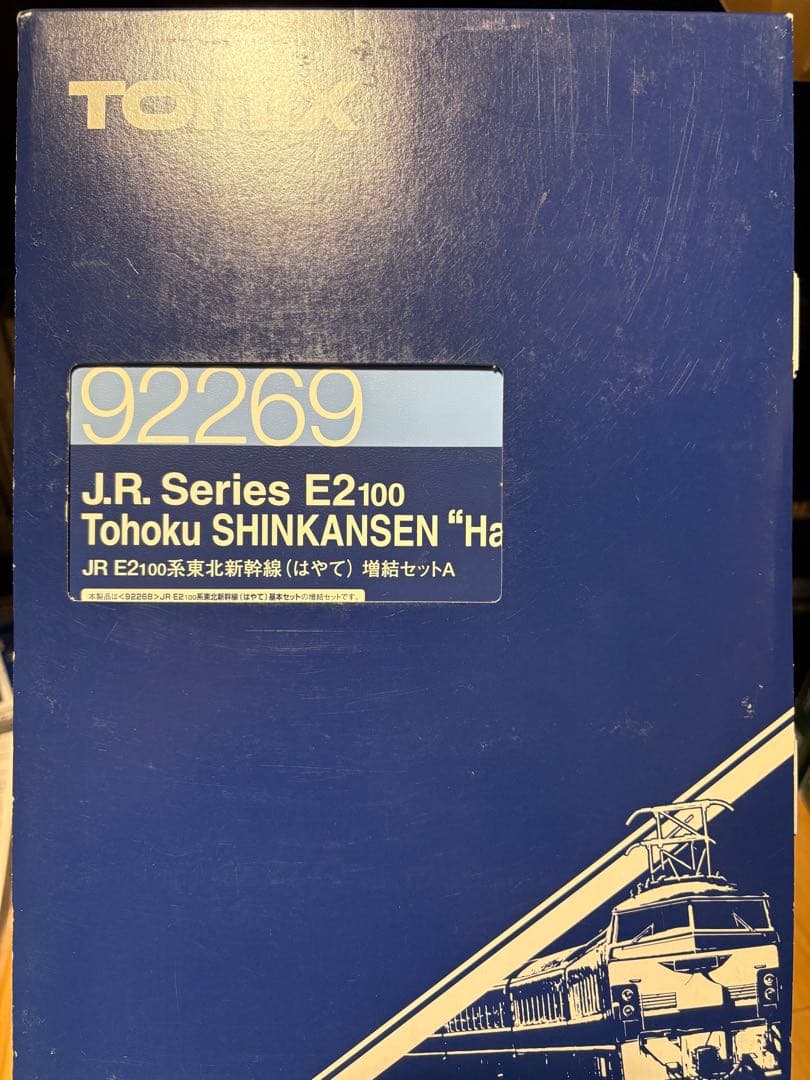 TOMIX
92269
J.R. Series E2100
Tohoku SHINKANSEN “Ha
JR E2100系東北新幹線（はやて）増結セットA
本製品は<92268>JR E2100系東北新幹線（はやて）基本セットの増結セットです。